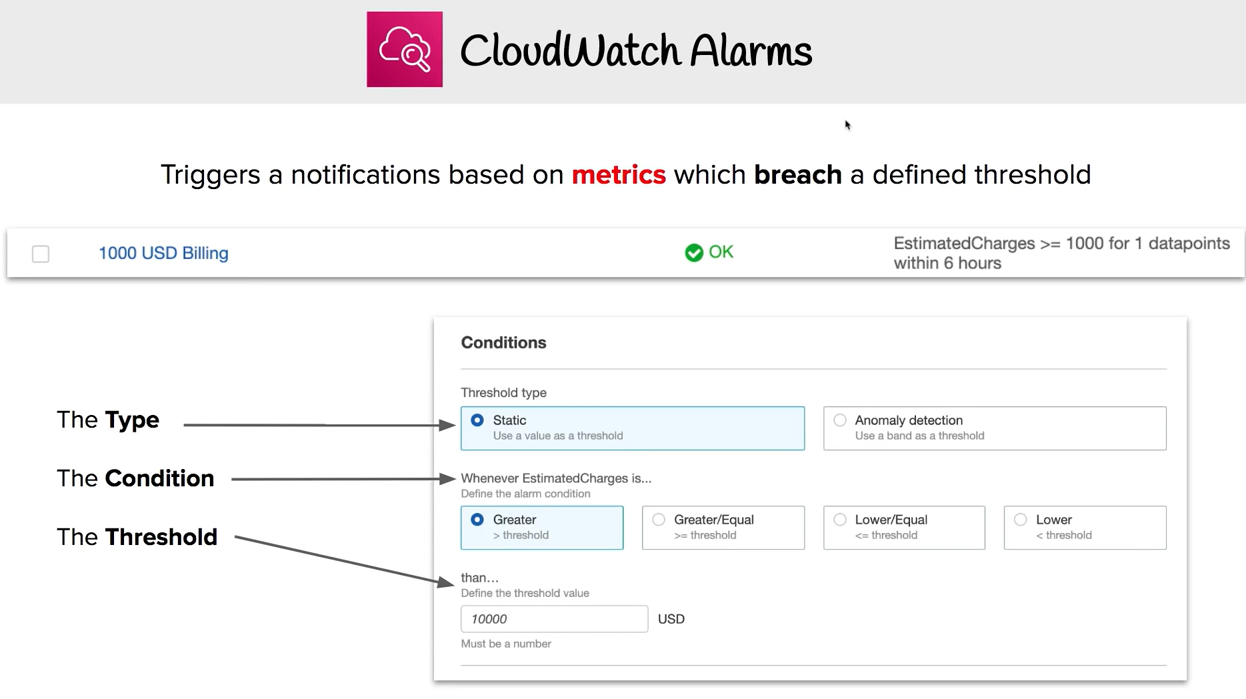 CloudWatch Alarms
Triggers a notifications based on metrics which breach a defined threshold
1000 USD Billing
OK
EstimatedCharges >= 1000 for 1 datapoints
within 6 hours
Conditions
Threshold type
The Type
Static
Use a value as a threshold
Anomaly detection
Use a band as a threshold
The Condition
Whenever EstimatedCharges is...
Define the alarm condition
Greater
> threshold
Greater/Equal
>= threshold
Lower/Equal
<= threshold
Lower
< threshold
The Threshold
than...
Define the threshold value
10000
USD
Must be a number